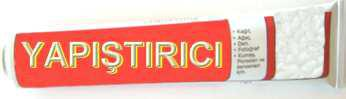 YAPIŞTIRICI
• Kağıt,
• Ağaç,
• Deri,
• Fotoğraf
• Kumaş,
Porselen ve
benzerleri
için.